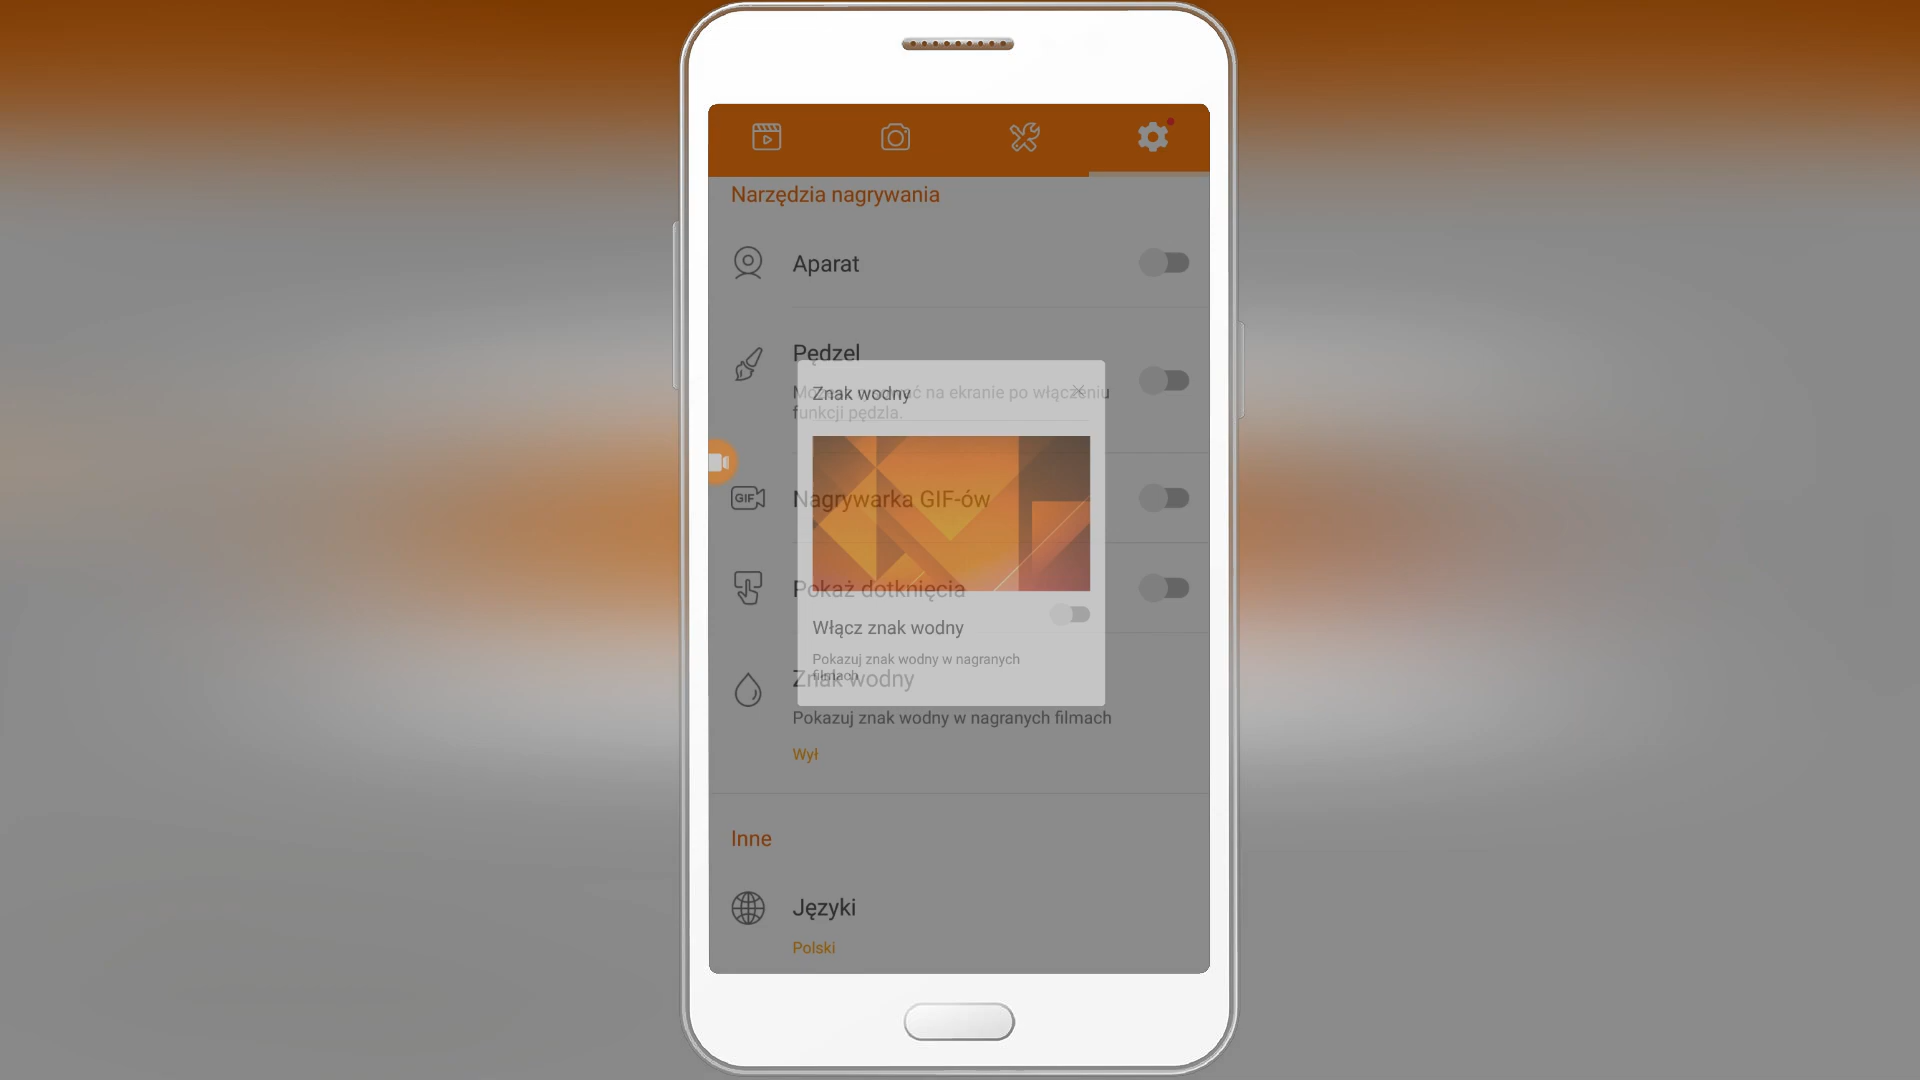 Narzędzia nagrywania
Aparat
Pędzel
na ekranie po włączeniu
funkcji pędzla.
Znak wodny
GIF
Nagrywarka GIF-ów
Pokaż dotknięcia
Włącz znak wodny
Pokazuj znak wodny w nagranych
filmach
Znak wodny
Pokazuj znak wodny w nagranych filmach
Wył
Inne
Języki
Polski